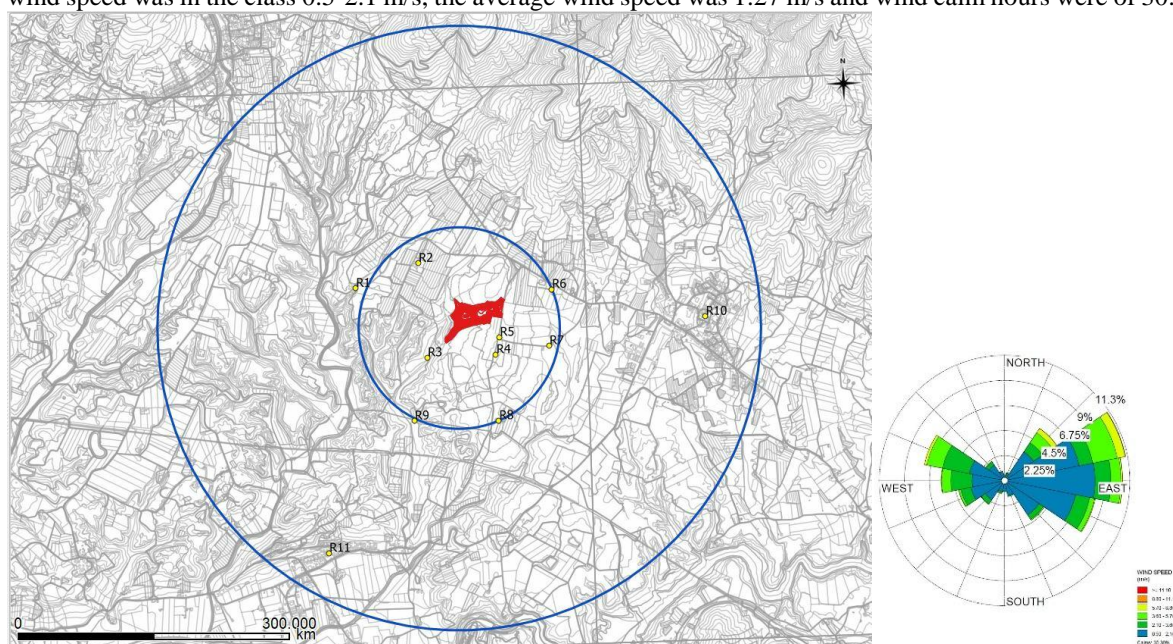 wind speed was in the class 0.5-2.1 m/s, the average wind speed was 1.27 m/s and wind calm hours were of 30.
N
R2
R1
R6
R10
R5
R7
R4
R3
R9
R8
R11
0
300.000
km
NORTH
11.3%
9%
6.75%
4.5%
2.25%
WEST
EAST
SOUTH
WIND SPEED
(m/s)